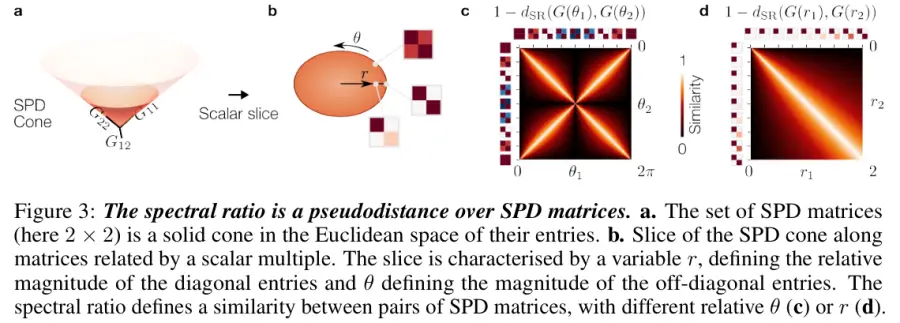 a
SPD
Cone
G22
G11
G12
Scalar slice
b
θ
r
c
1 − dSR(G(θ1), G(θ2))
0
θ2
2π
0
θ1
1
Similarity
0
d
1 − dSR(G(r1), G(r2))
0
r2
2
0
r1
2
Figure 3: The spectral ratio is a pseudodistance over SPD matrices. a. The set of SPD matrices
(here 2 × 2) is a solid cone in the Euclidean space of their entries. b. Slice of the SPD cone along
matrices related by a scalar multiple. The slice is characterised by a variable r, defining the relative
magnitude of the diagonal entries and θ defining the magnitude of the off-diagonal entries. The
spectral ratio defines a similarity between pairs of SPD matrices, with different relative θ (c) or r (d).